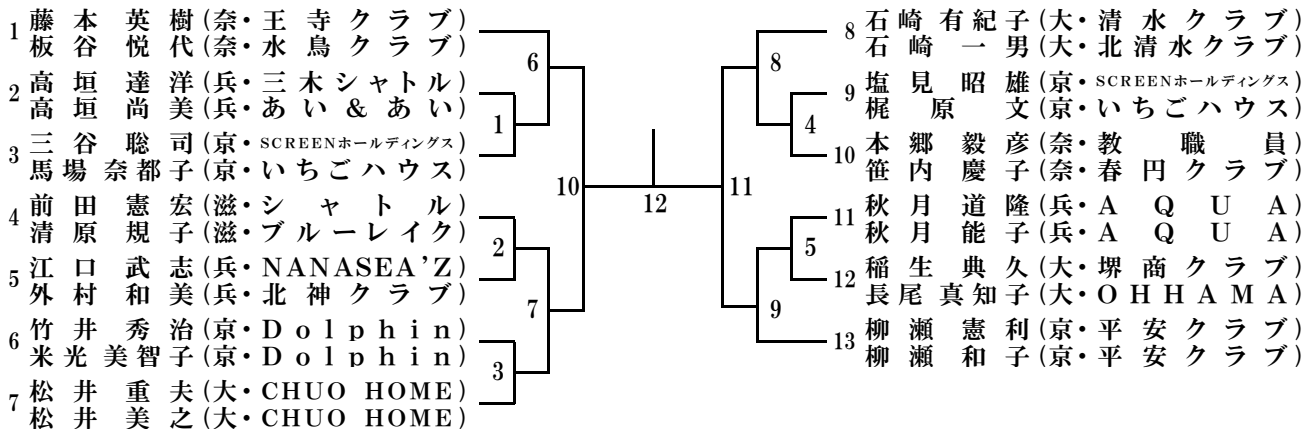 1 藤本英樹(奈・王寺クラブ)
板谷悦代(奈・水鳥クラブ)
2 高垣達洋(兵・三木シャトル)
高垣尚美(兵・あい&あい)
3 三谷聡司(京・SCREENホールディングス)
馬場奈都子(京・いちごハウス)
4 前田憲宏(滋・シャトル)
清原規子(滋・ブルーレイク)
5 江口武志(兵・NANASEA'Z)
外村和美(兵・北神クラブ)
6 竹井秀治(京・Dolphin)
米光美智子(京・Dolphin)
7 松井重夫(大・CHUO HOME)
松井美之(大・CHUO HOME)
6
1
10
2
7
3
12
8
4
11
5
9
8 石崎有紀子(大・清水クラブ)
石崎一男(大・北清水クラブ)
9 塩見昭雄(京・SCREENホールディングス)
梶原文(京・いちごハウス)
10 本郷毅彦(奈・教職員)
笹内慶子(奈・春円クラブ)
11 秋月道隆(兵・AQUA)
秋月能子(兵・AQUA)
12 稲生典久(大・堺商クラブ)
長尾真知子(大・OHHAMA)
13 柳瀬憲利(京・平安クラブ)
柳瀬和子(京・平安クラブ)